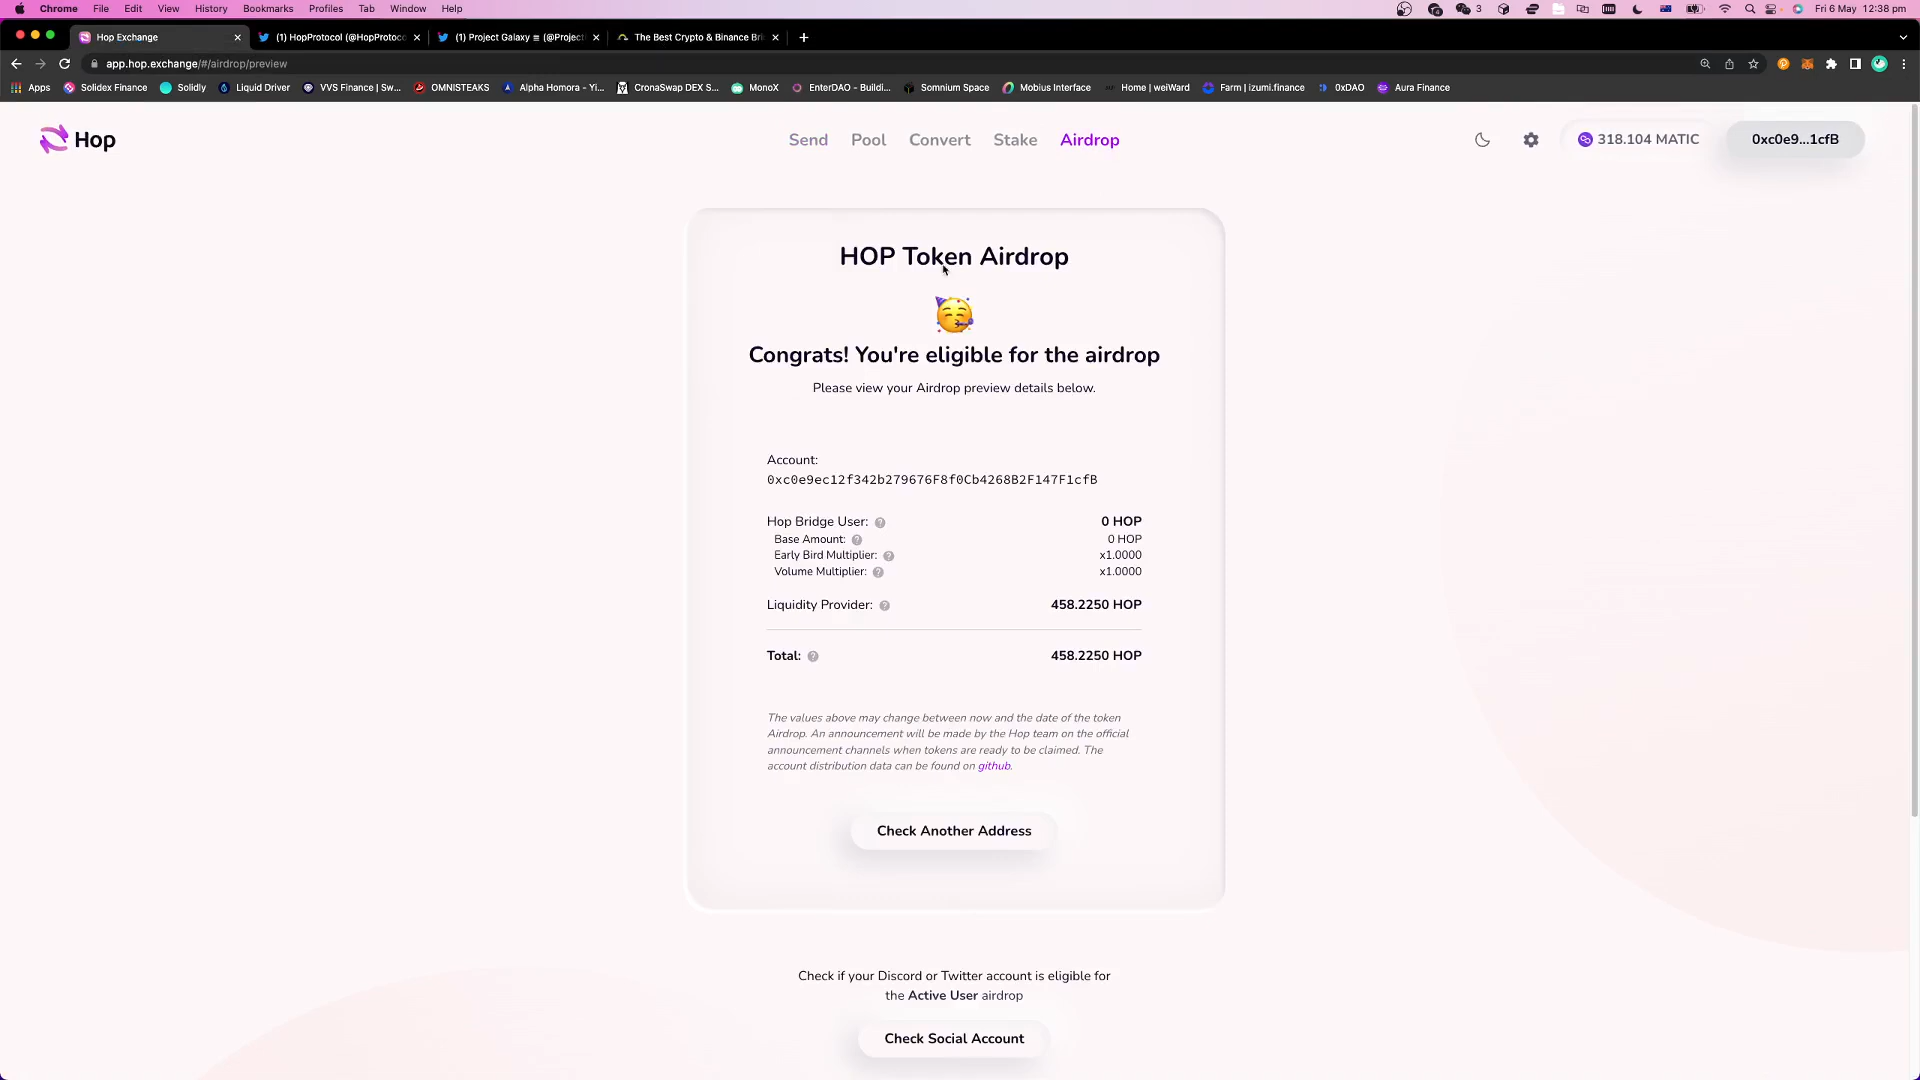 Chrome File Edit View History Bookmarks Profiles Tab Window Help 3 Fri 6 May 12:38 pm
Hop Exchange (1) HopProtocol (@HopProtoco (1) Project Galaxy ≡ (@Project The Best Crypto & Binance Bri
app.hop.exchange/#/airdrop/preview
Apps Solidex Finance Solidly Liquid Driver VVS Finance | Sw... OMNISTEAKS Alpha Homora - Yi... CronaSwap DEX S... MonoX EnterDAO - Buildi... Somnium Space Mobius Interface Home | weiWard Farm | izumi.finance 0xDAO Aura Finance
Hop Send Pool Convert Stake Airdrop 318.104 MATIC 0xc0e9...1cfB
HOP Token Airdrop
Congrats! You're eligible for the airdrop
Please view your Airdrop preview details below.
Account:
0xc0e9ec12f342b279676F8f0Cb4268B2F147F1cfB
Hop Bridge User: ? 0 HOP
Base Amount: ? 0 HOP
Early Bird Multiplier: ? x1.0000
Volume Multiplier: ? x1.0000
Liquidity Provider: ? 458.2250 HOP
Total: ? 458.2250 HOP
The values above may change between now and the date of the token
Airdrop. An announcement will be made by the Hop team on the official
announcement channels when tokens are ready to be claimed. The
account distribution data can be found on github.
Check Another Address
Check if your Discord or Twitter account is eligible for
the Active User airdrop
Check Social Account